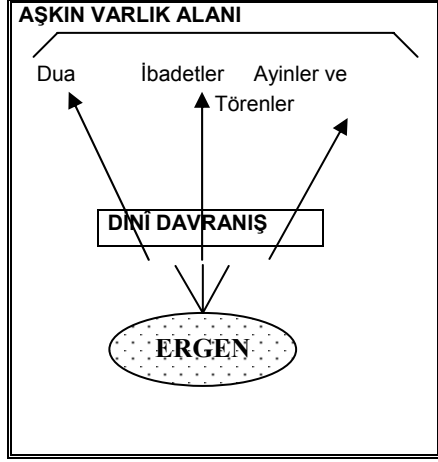 AŞKIN VARLIK ALANI
Dua İbadetler Ayinler ve
Törenler
DİNÎ DAVRANIŞ
ERGEN